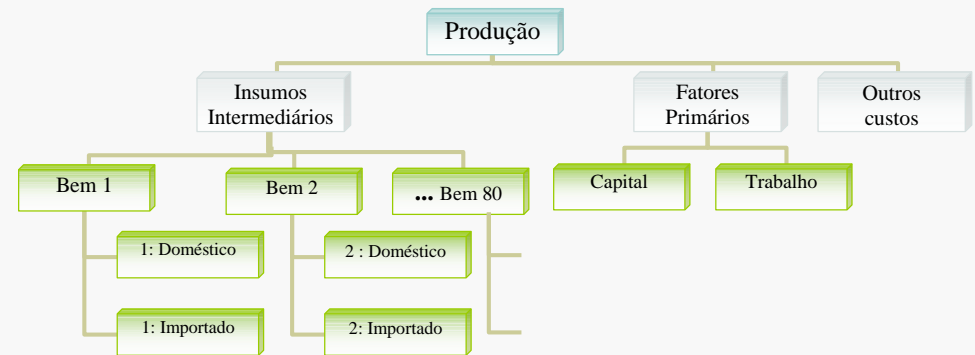 Produção
Insumos
Intermediários
Fatores
Primários
Outros
custos
Bem 1
Bem 2
... Bem 80
Capital
Trabalho
1: Doméstico
2 : Doméstico
1: Importado
2: Importado